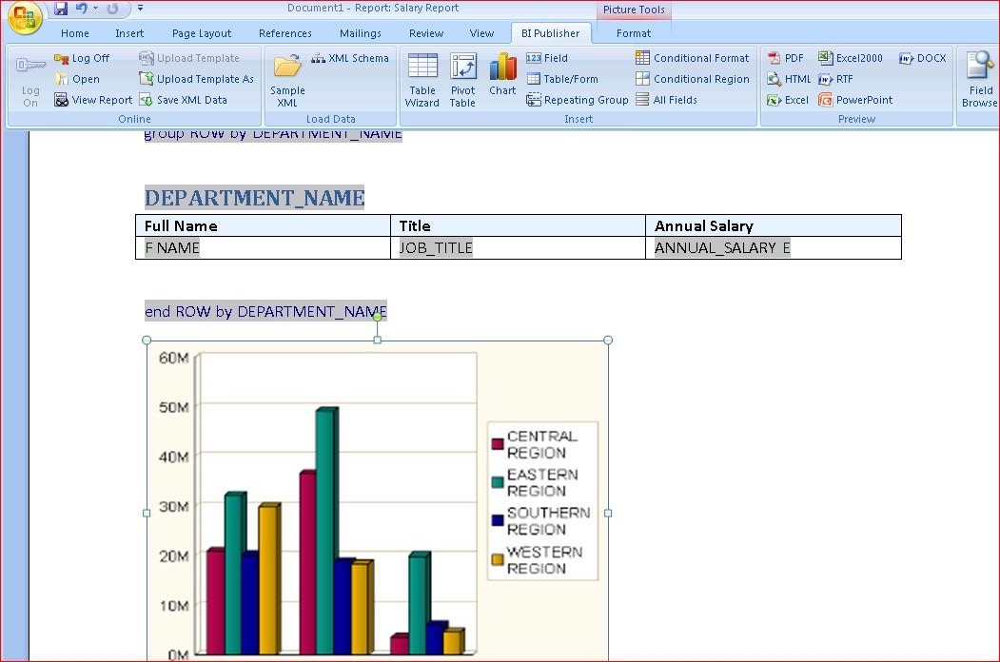 Document1 - Report: Salary Report
Picture Tools
Home Insert Page Layout References Mailings Review View BI Publisher Format
Log On
Log Off
Open
View Report
Upload Template
Upload Template As
Save XML Data
Online
Sample XML
XML Schema
Load Data
Table Wizard
Pivot Table
Chart
Field
Table/Form
Repeating Group
Conditional Format
Conditional Region
All Fields
Insert
PDF
HTML
Excel
Excel2000
RTF
PowerPoint
DOCX
Preview
Field Browse
group ROW by DEPARTMENT_NAME
DEPARTMENT_NAME
Full Name Title Annual Salary
F NAME JOB_TITLE ANNUAL_SALARY E
end ROW by DEPARTMENT_NAME
60M
50M
40M
30M
20M
10M
0M
CENTRAL
REGION
EASTERN
REGION
SOUTHERN
REGION
WESTERN
REGION